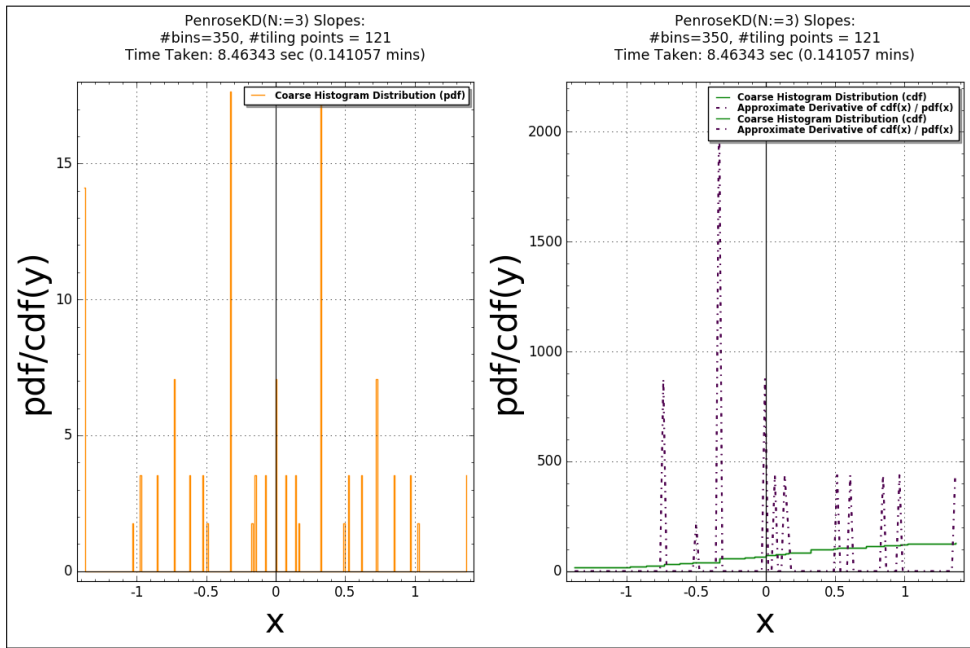 PenroseKD(N:=3) Slopes:
#bins=350, #tiling points = 121
Time Taken: 8.46343 sec (0.141057 mins)
Coarse Histogram Distribution (pdf)
pdf/cdf(y)
15
10
5
0
-1
-0.5
0
0.5
1
x
PenroseKD(N:=3) Slopes:
#bins=350, #tiling points = 121
Time Taken: 8.46343 sec (0.141057 mins)
Coarse Histogram Distribution (cdf)
Approximate Derivative of cdf(x) / pdf(x)
Coarse Histogram Distribution (cdf)
Approximate Derivative of cdf(x) / pdf(x)
pdf/cdf(y)
2000
1500
1000
500
0
-1
-0.5
0
0.5
1
x